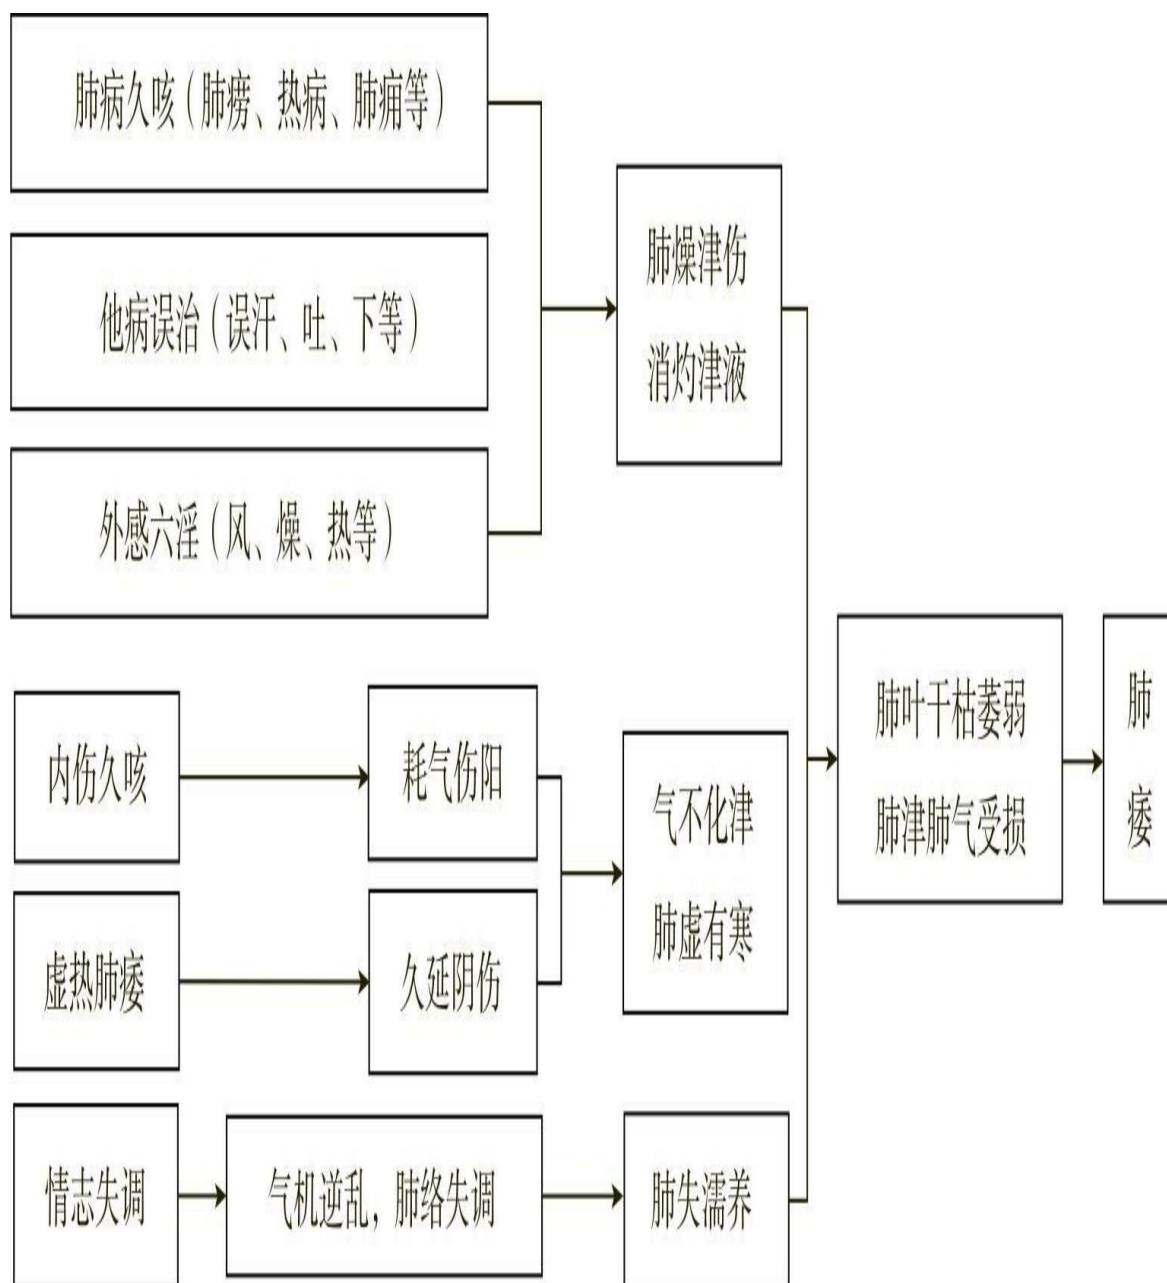 肺病久咳（肺痨、热病、肺痈等）
他病误治（误汗、吐、下等）
外感六淫（风、燥、热等）
肺燥津伤
消灼津液
内伤久咳
耗气伤阳
虚热肺痿
久延阴伤
气不化津
肺虚有寒
情志失调
气机逆乱，肺络失调
肺失濡养
肺叶干枯萎弱
肺津肺气受损
肺
痿